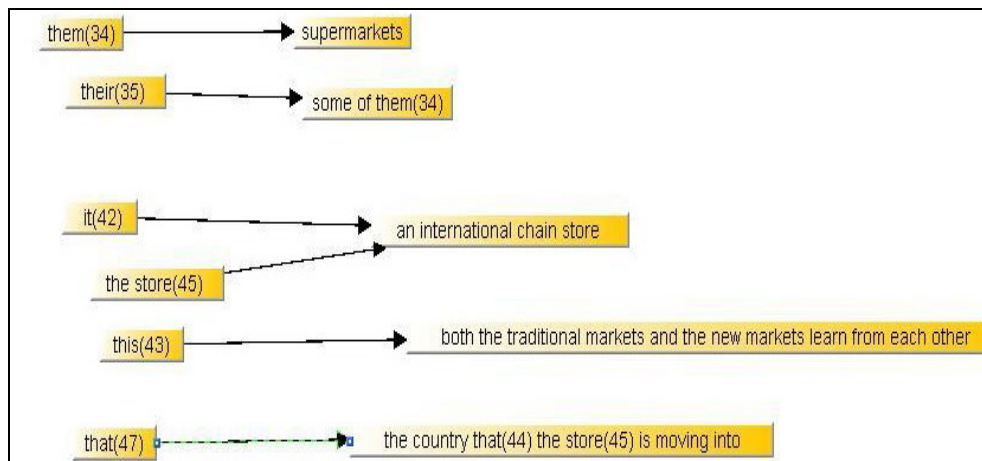 them(34) supermarkets
their(35) some of them(34)
it(42) an international chain store
the store(45)
this(43) both the traditional markets and the new markets learn from each other
that(47) the country that(44) the store(45) is moving into